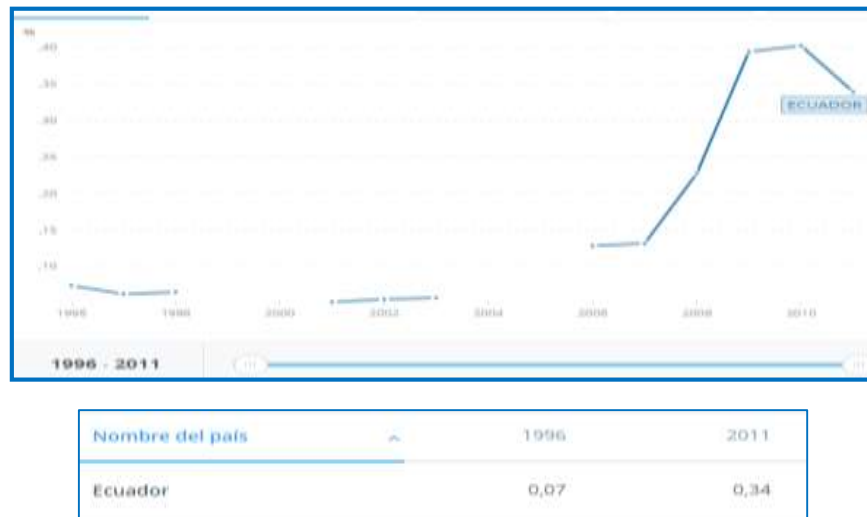 %
,40
,35
,30
ECUADOR
,25
,20
,15
,10
1996 1998 2000 2002 2004 2006 2008 2010
1996 - 2011
Nombre del país 1996 2011
Ecuador 0,07 0,34